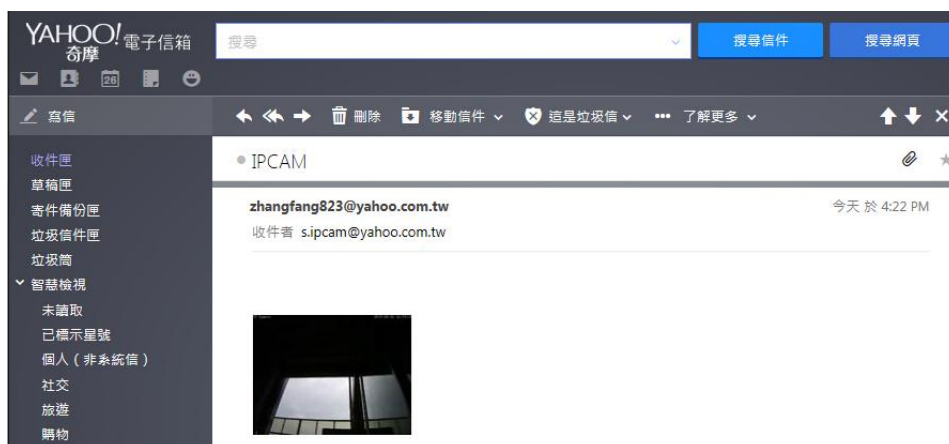 YAHOO! 電子信箱
奇摩
搜尋
搜尋信件
搜尋網頁
26
寫信
刪除
移動信件
這是垃圾信
••• 了解更多
收件匣
草稿匣
寄件備份匣
垃圾信件匣
垃圾筒
智慧檢視
未讀取
已標示星號
個人 ( 非系統信 )
社交
旅遊
購物
IPCAM
zhangfang823@yahoo.com.tw
今天 於 4:22 PM
收件者 s.ipcam@yahoo.com.tw